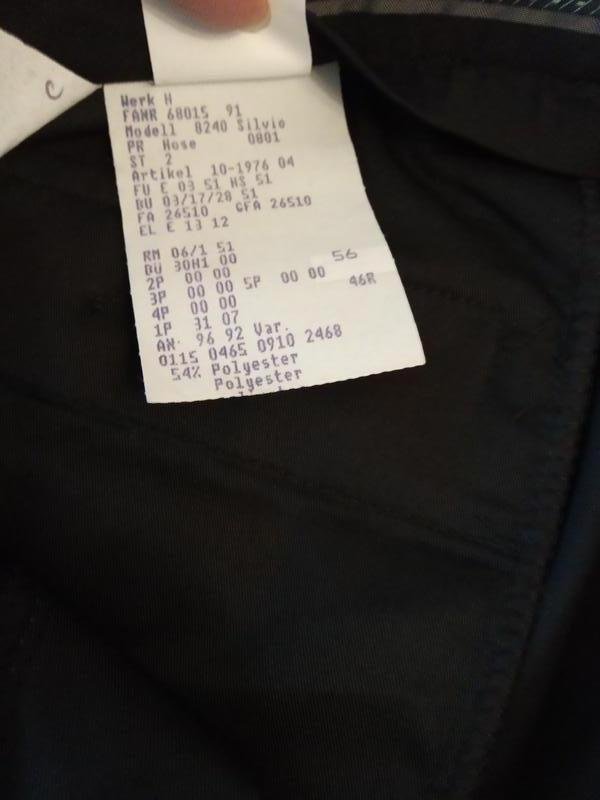 C
Werk H
FANR 68015 91
Modell 8240 Silvio
PR Hose 0801
ST 2
Artikel 10-1976 04
FU E 03 51 NS 51
BU 03/17/28 51
FA 26510 GFA 26510
EL E 13 12
RM 06/1 51
BU 30H1 00 56
2P 00 00
3P 00 00 SP 00 00 46R
4P 00 00
1P 31 07
AN· 96 92 Var.
0115 0465 0910 2468
54% Polyester
Polyester